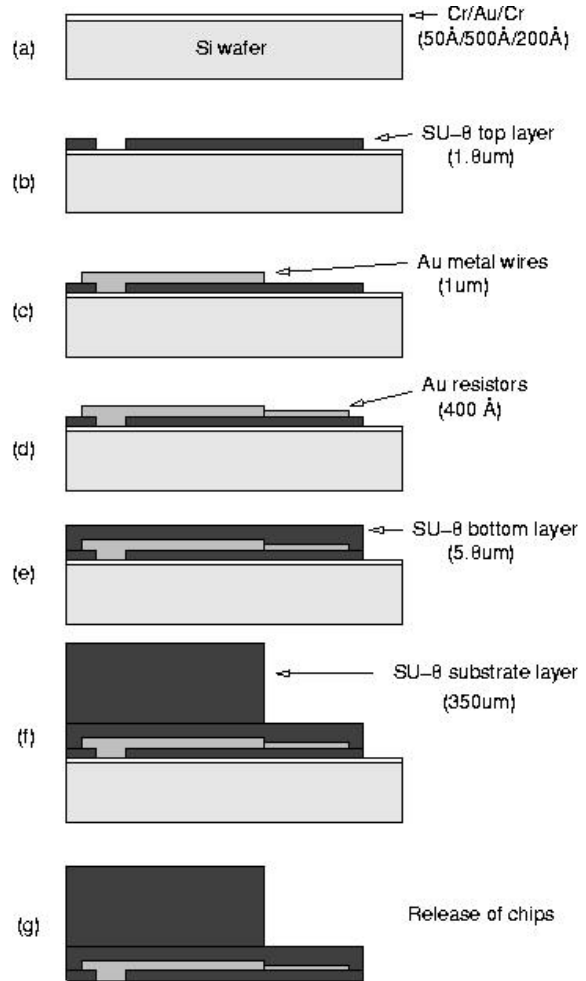 Cr/Au/Cr
(50Å/500Å/200Å)
(a)
Si wafer
SU–8 top layer
(1.8um)
(b)
Au metal wires
(1um)
(c)
Au resistors
(400 Å)
(d)
SU–8 bottom layer
(5.8um)
(e)
SU–8 substrate layer
(350um)
(f)
Release of chips
(g)